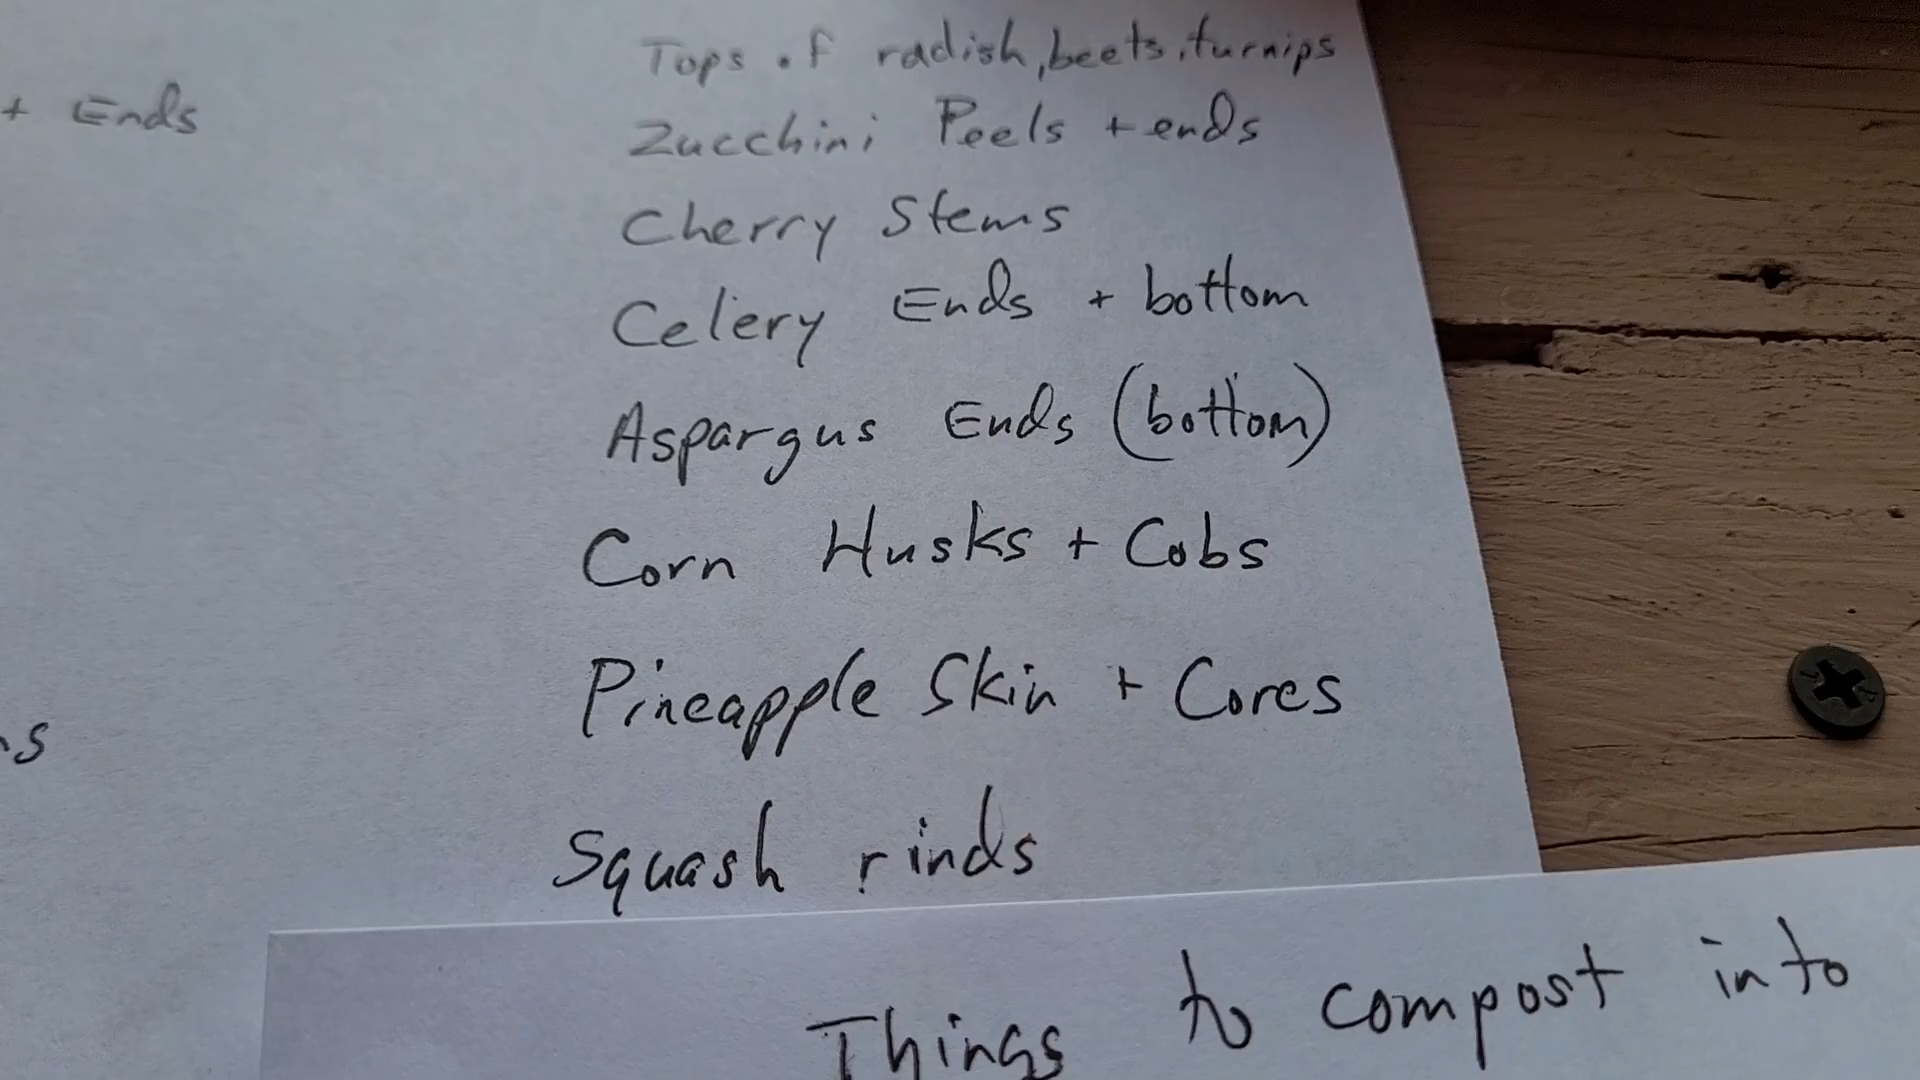 Tops of radish, beets, turnips
+ Ends
Zucchini Peels + ends
Cherry Stems
Celery Ends + bottom
Aspargus Ends (bottom)
Corn Husks + Cobs
Pineapple Skin + Cores
Squash rinds
Things to compost into